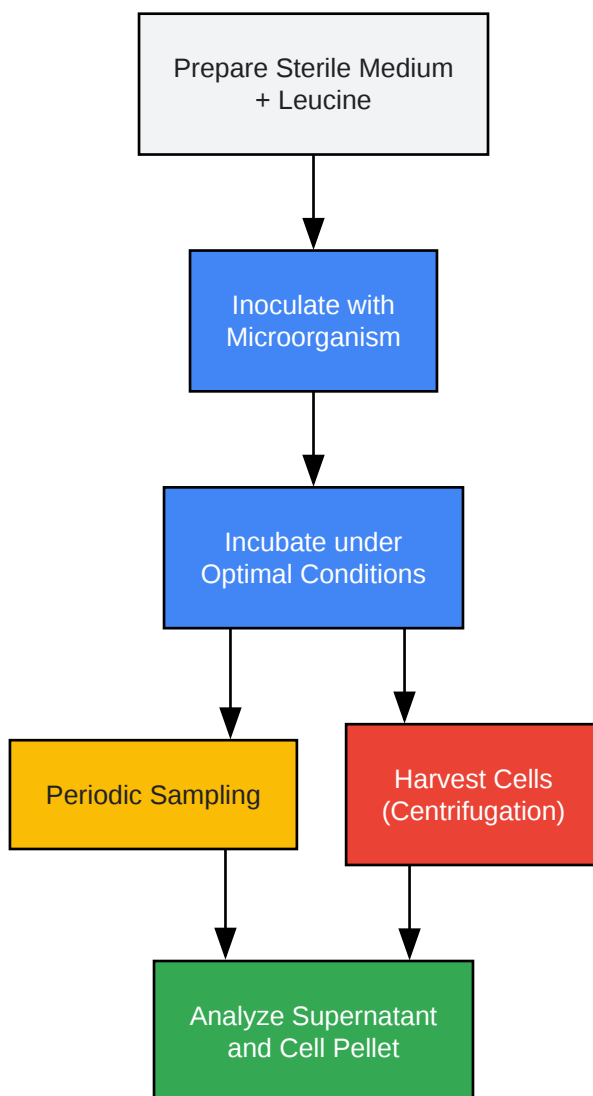 Prepare Sterile Medium
+ Leucine
Inoculate with
Microorganism
Incubate under
Optimal Conditions
Periodic Sampling
Harvest Cells
(Centrifugation)
Analyze Supernatant
and Cell Pellet